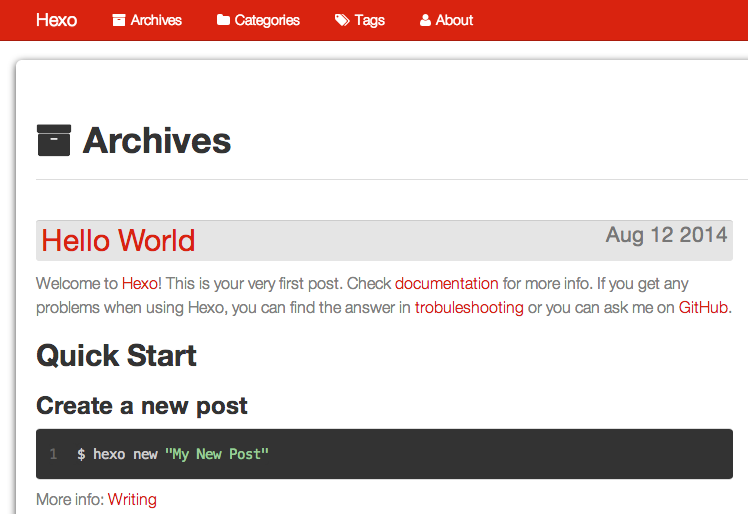 Hexo Archives Categories Tags About
Archives
Hello World Aug 12 2014
Welcome to Hexo! This is your very first post. Check documentation for more info. If you get any
problems when using Hexo, you can find the answer in trobuleshooting or you can ask me on GitHub.
Quick Start
Create a new post
1 $ hexo new "My New Post"
More info: Writing